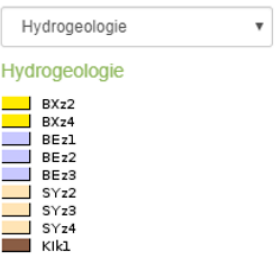 Hydrogeologie
Hydrogeologie
BXz2
BXz4
BEz1
BEz2
BEz3
SYz2
SYz3
SYz4
KIk1